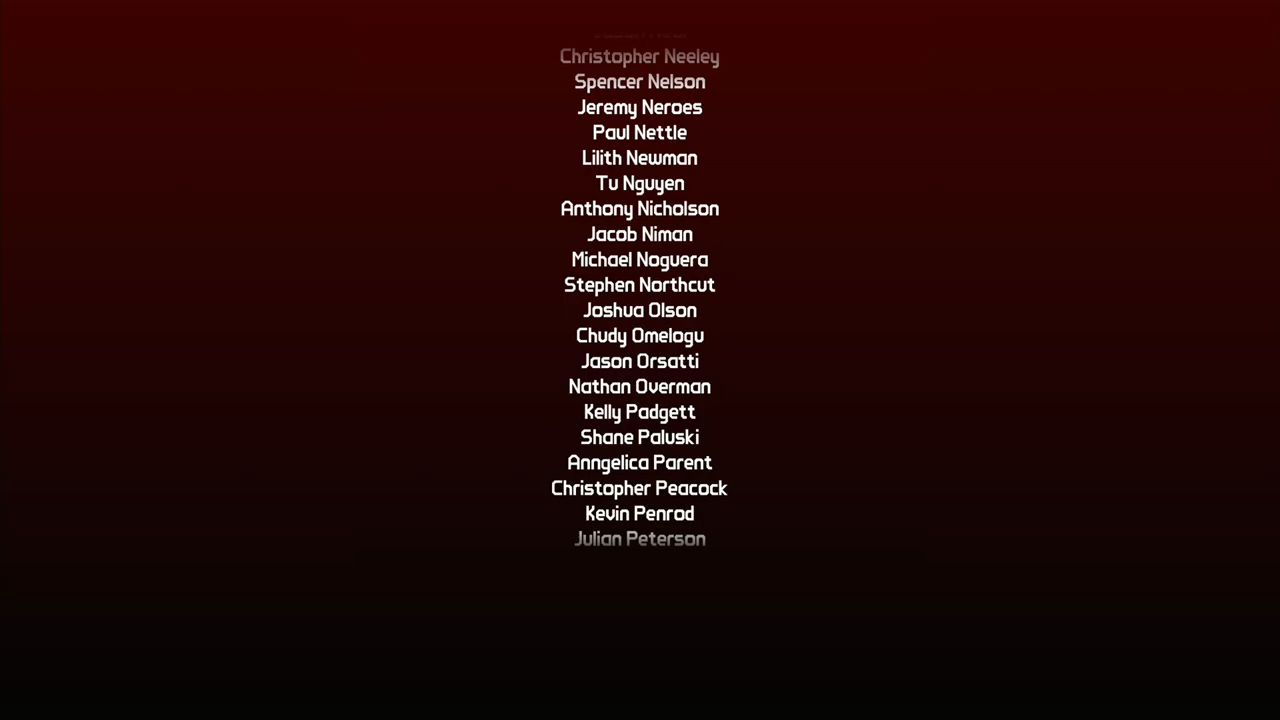 Christopher Neeley
Spencer Nelson
Jeremy Neroes
Paul Nettle
Lilith Newman
Tu Nguyen
Anthony Nicholson
Jacob Niman
Michael Noguera
Stephen Northcut
Joshua Olson
Chudy Omelogu
Jason Orsatti
Nathan Overman
Kelly Padgett
Shane Paluski
Anngelica Parent
Christopher Peacock
Kevin Penrod
Julian Peterson